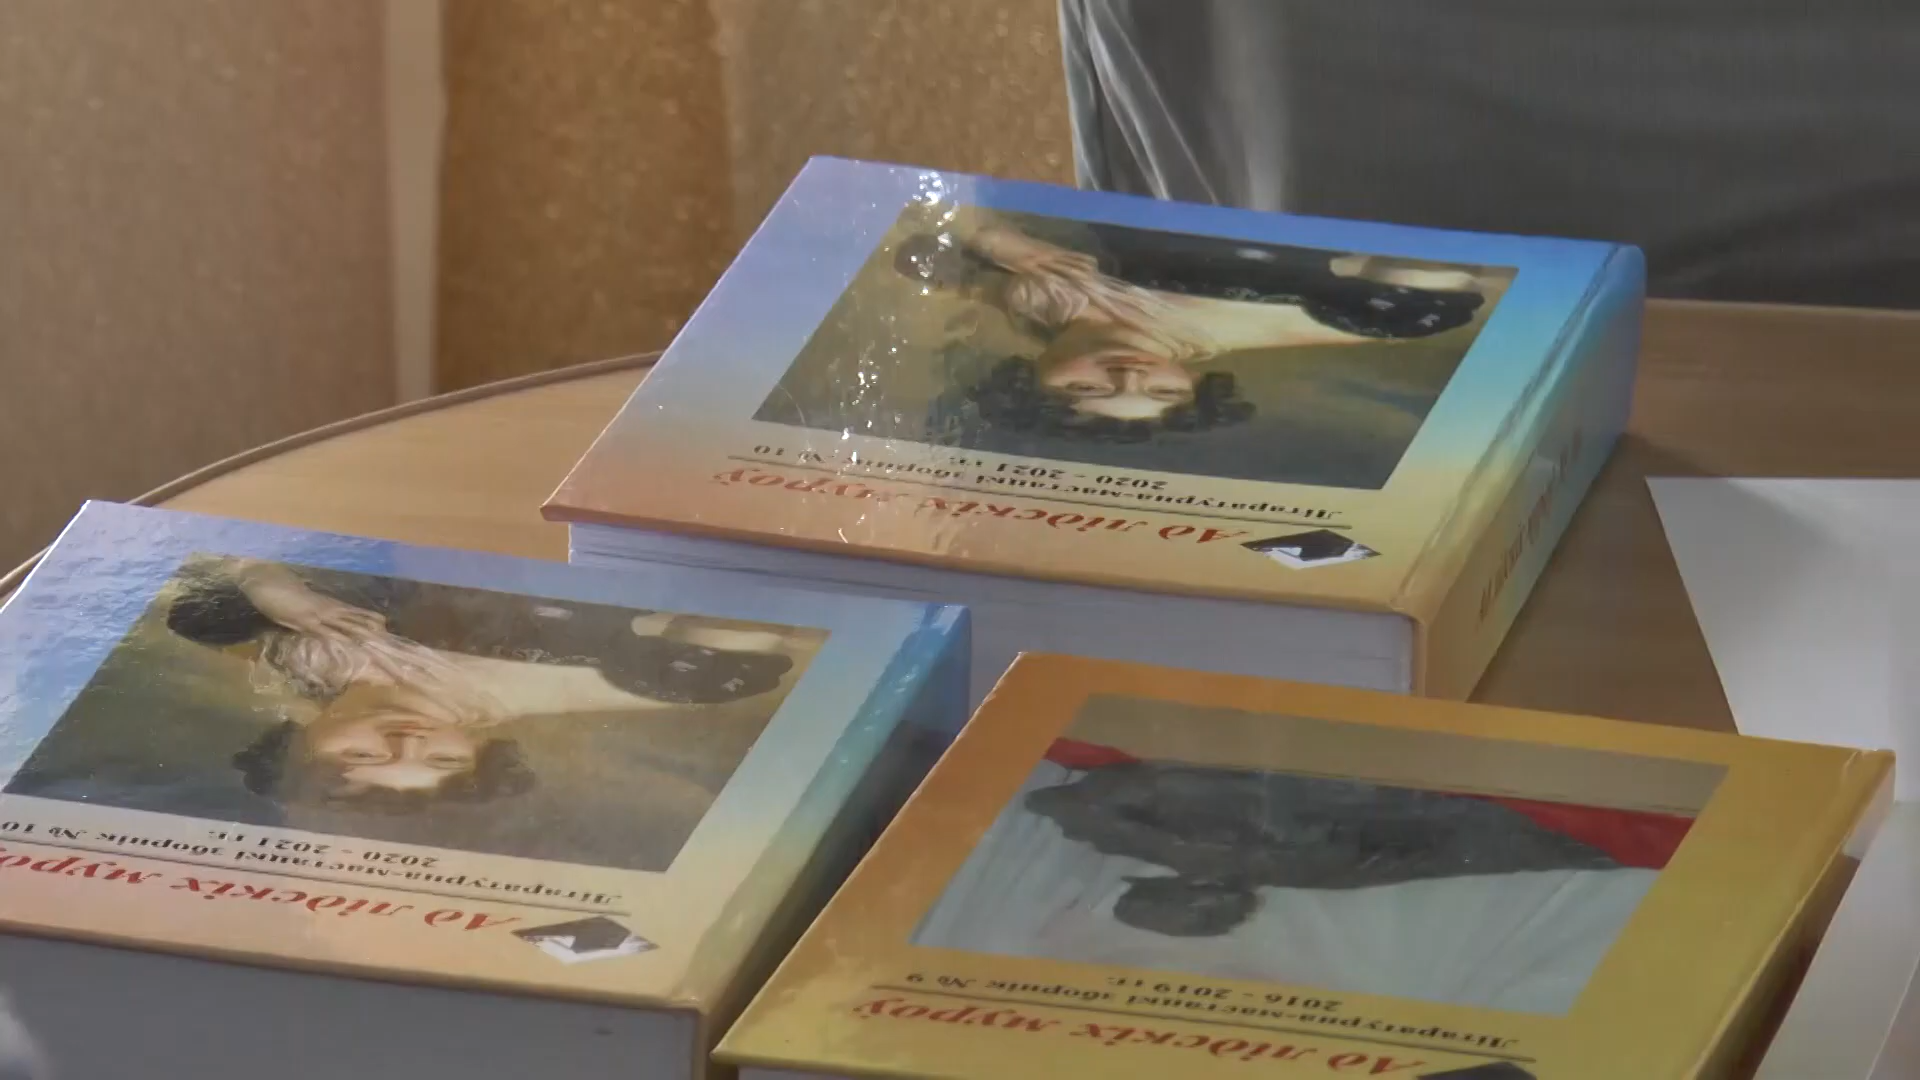 Ад лідскіх муроў
Літаратурна-мастацкі зборнік № 10
2020 - 2021 гг.
Ад лідскіх муроў
Літаратурна-мастацкі зборнік № 10
2020 - 2021 гг.
Ад лідскіх муроў
Літаратурна-мастацкі зборнік № 9
2016 - 2019 гг.